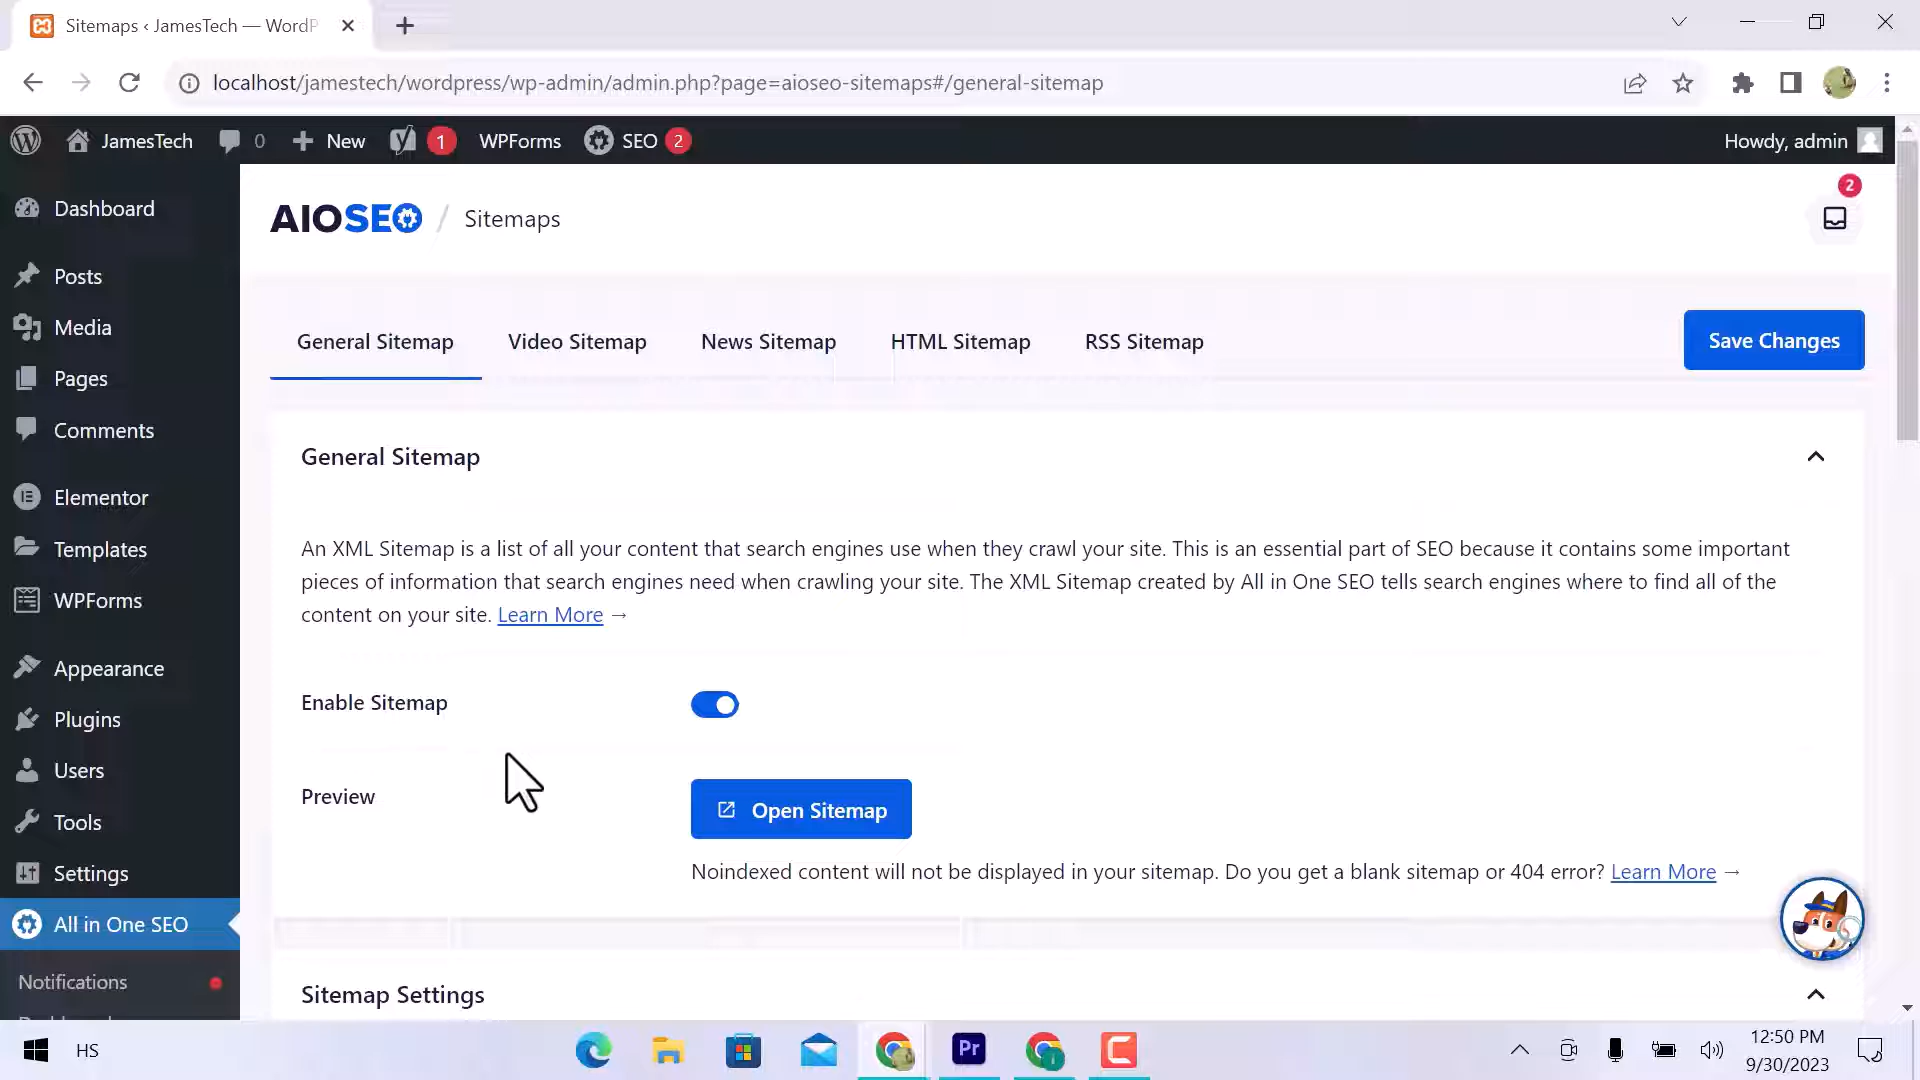 Sitemaps ‹ JamesTech — WordP
localhost/jamestech/wordpress/wp-admin/admin.php?page=aioseo-sitemaps#/general-sitemap
JamesTech 0 New 1 WPForms SEO 2 Howdy, admin
Dashboard
Posts
Media
Pages
Comments
Elementor
Templates
WPForms
Appearance
Plugins
Users
Tools
Settings
All in One SEO
Notifications
AIOSEO / Sitemaps
2
General Sitemap Video Sitemap News Sitemap HTML Sitemap RSS Sitemap Save Changes
General Sitemap
An XML Sitemap is a list of all your content that search engines use when they crawl your site. This is an essential part of SEO because it contains some important
pieces of information that search engines need when crawling your site. The XML Sitemap created by All in One SEO tells search engines where to find all of the
content on your site. Learn More →
Enable Sitemap
Preview
Open Sitemap
Noindexed content will not be displayed in your sitemap. Do you get a blank sitemap or 404 error? Learn More →
Sitemap Settings
HS
Pr
12:50 PM
9/30/2023